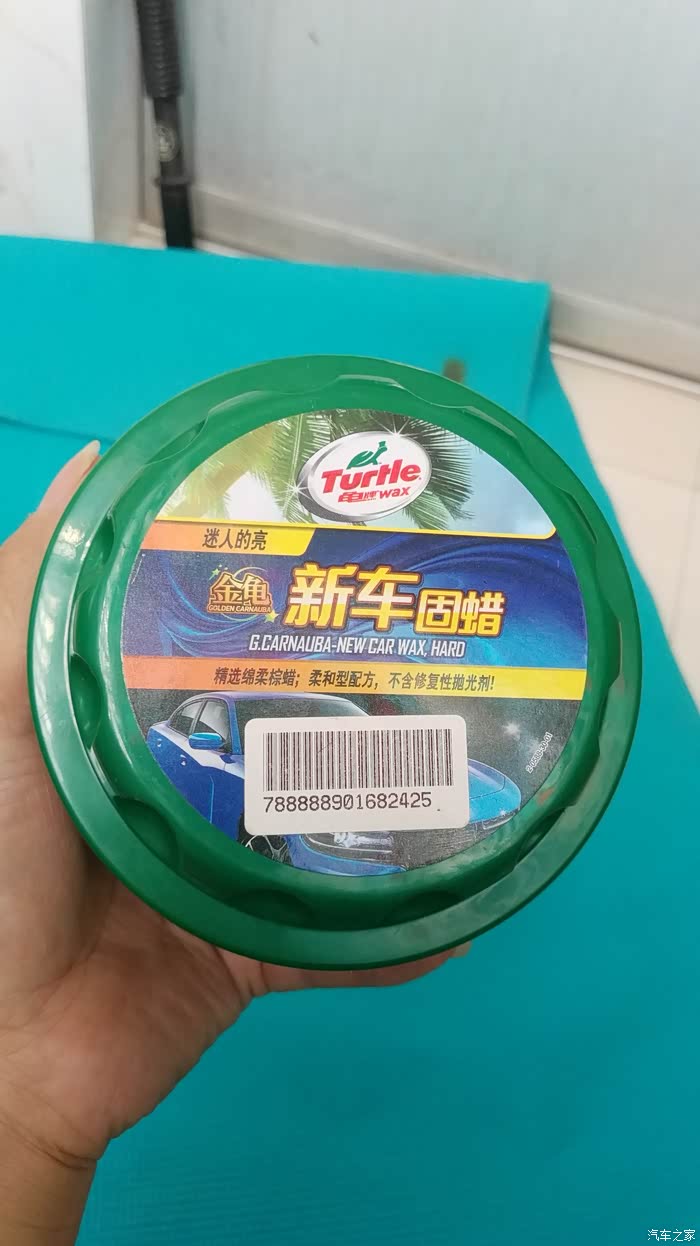 Turtle
龟牌wax
迷人的亮
金龟
GOLDEN CARNAUBA
新车固蜡
G.CARNAUBA-NEW CAR WAX, HARD
精选绵柔棕蜡；柔和型配方，不含修复性抛光剂!
788888901682425
汽车之家